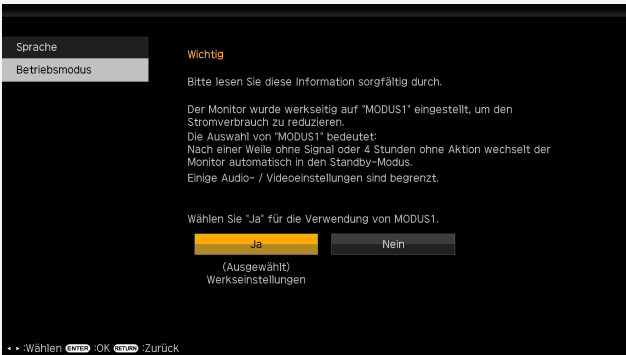 Sprache
Betriebsmodus
Wichtig
Bitte lesen Sie diese Information sorgfältig durch.
Der Monitor wurde werkseitig auf "MODUS1" eingestellt, um den
Stromverbrauch zu reduzieren.
Die Auswahl von "MODUS1" bedeutet:
Nach einer Weile ohne Signal oder 4 Stunden ohne Aktion wechselt der
Monitor automatisch in den Standby-Modus.
Einige Audio- / Videoeinstellungen sind begrenzt.
Wählen Sie "Ja" für die Verwendung von MODUS1.
Ja Nein
(Ausgewählt)
Werkseinstellungen
:Wählen ENTER :OK RETURN :Zurück